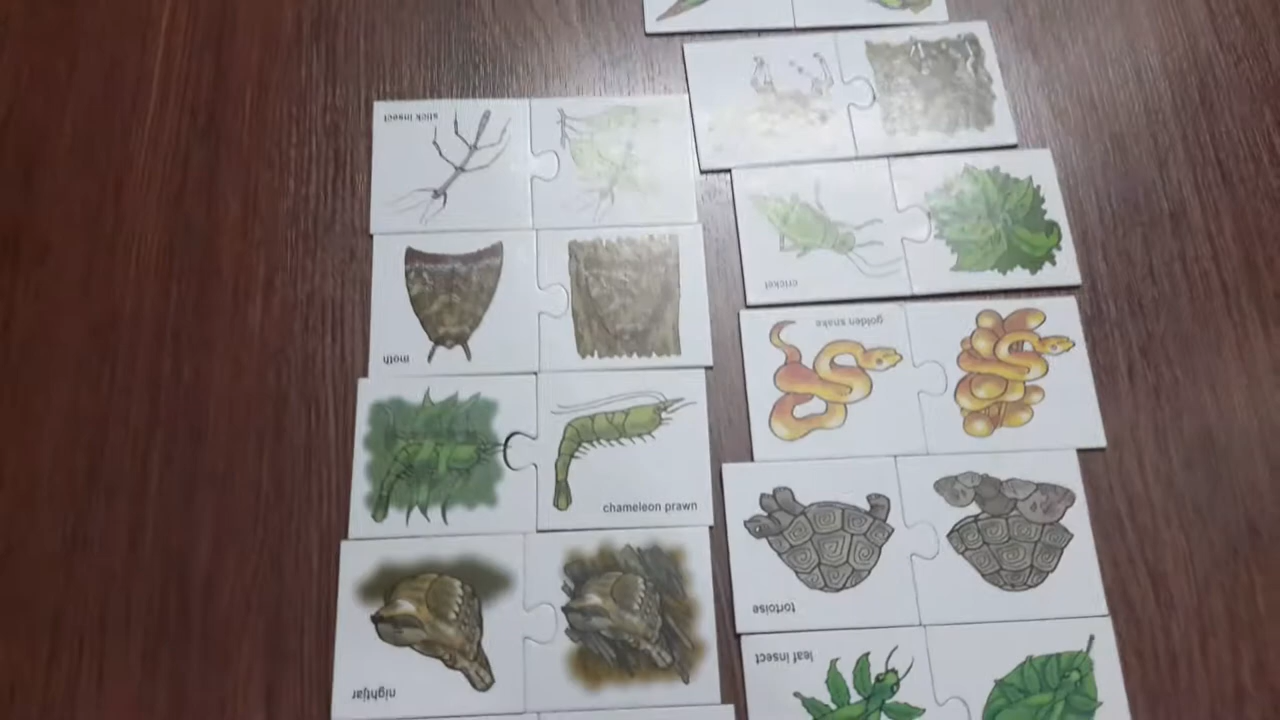 stick insect
moth
chameleon prawn
nightjar
cricket
golden snake
tortoise
leaf insect